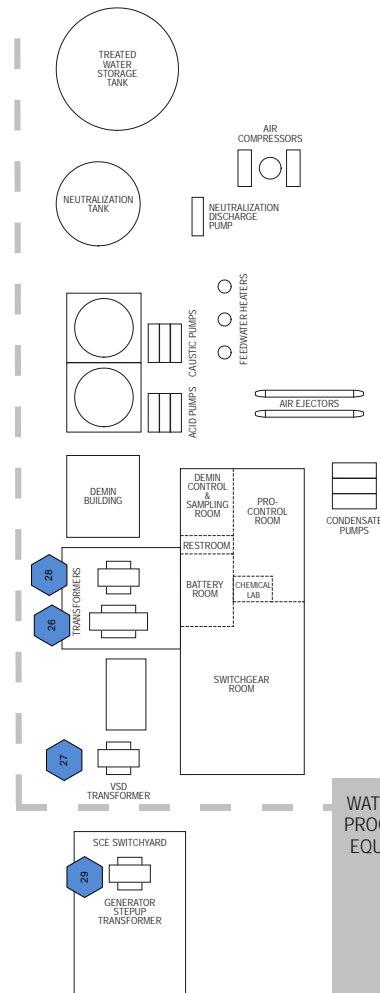 TREATED
WATER
STORAGE
TANK
AIR
COMPRESSORS
NEUTRALIZATION
TANK
NEUTRALIZATION
DISCHARGE
PUMP
FEEDWATER HEATERS
CAUSTIC PUMPS
ACID PUMPS
AIR EJECTORS
DEMIN
BUILDING
DEMIN
CONTROL
&
SAMPLING
ROOM
PRO-
CONTROL
ROOM
CONDENSATE
PUMPS
RESTROOM
28
TRANSFORMERS
BATTERY
ROOM
CHEMICAL
LAB
26
SWITCHGEAR
ROOM
27
VSD
TRANSFORMER
WAT
PROC
EQU
SCE SWITCHYARD
29
GENERATOR
STEPUP
TRANSFORMER